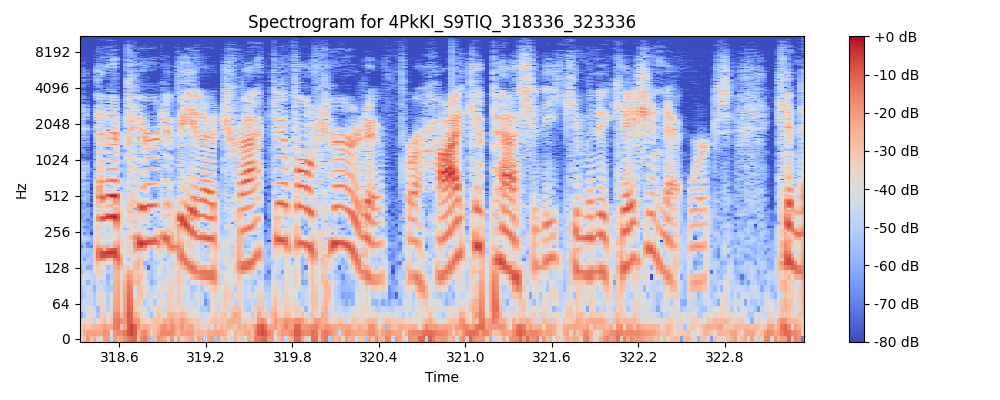 Spectrogram for 4PkKI_S9TIQ_318336_323336
8192
4096
2048
1024
512
256
128
64
0
Hz
318.6 319.2 319.8 320.4 321.0 321.6 322.2 322.8
Time
+0 dB
-10 dB
-20 dB
-30 dB
-40 dB
-50 dB
-60 dB
-70 dB
-80 dB